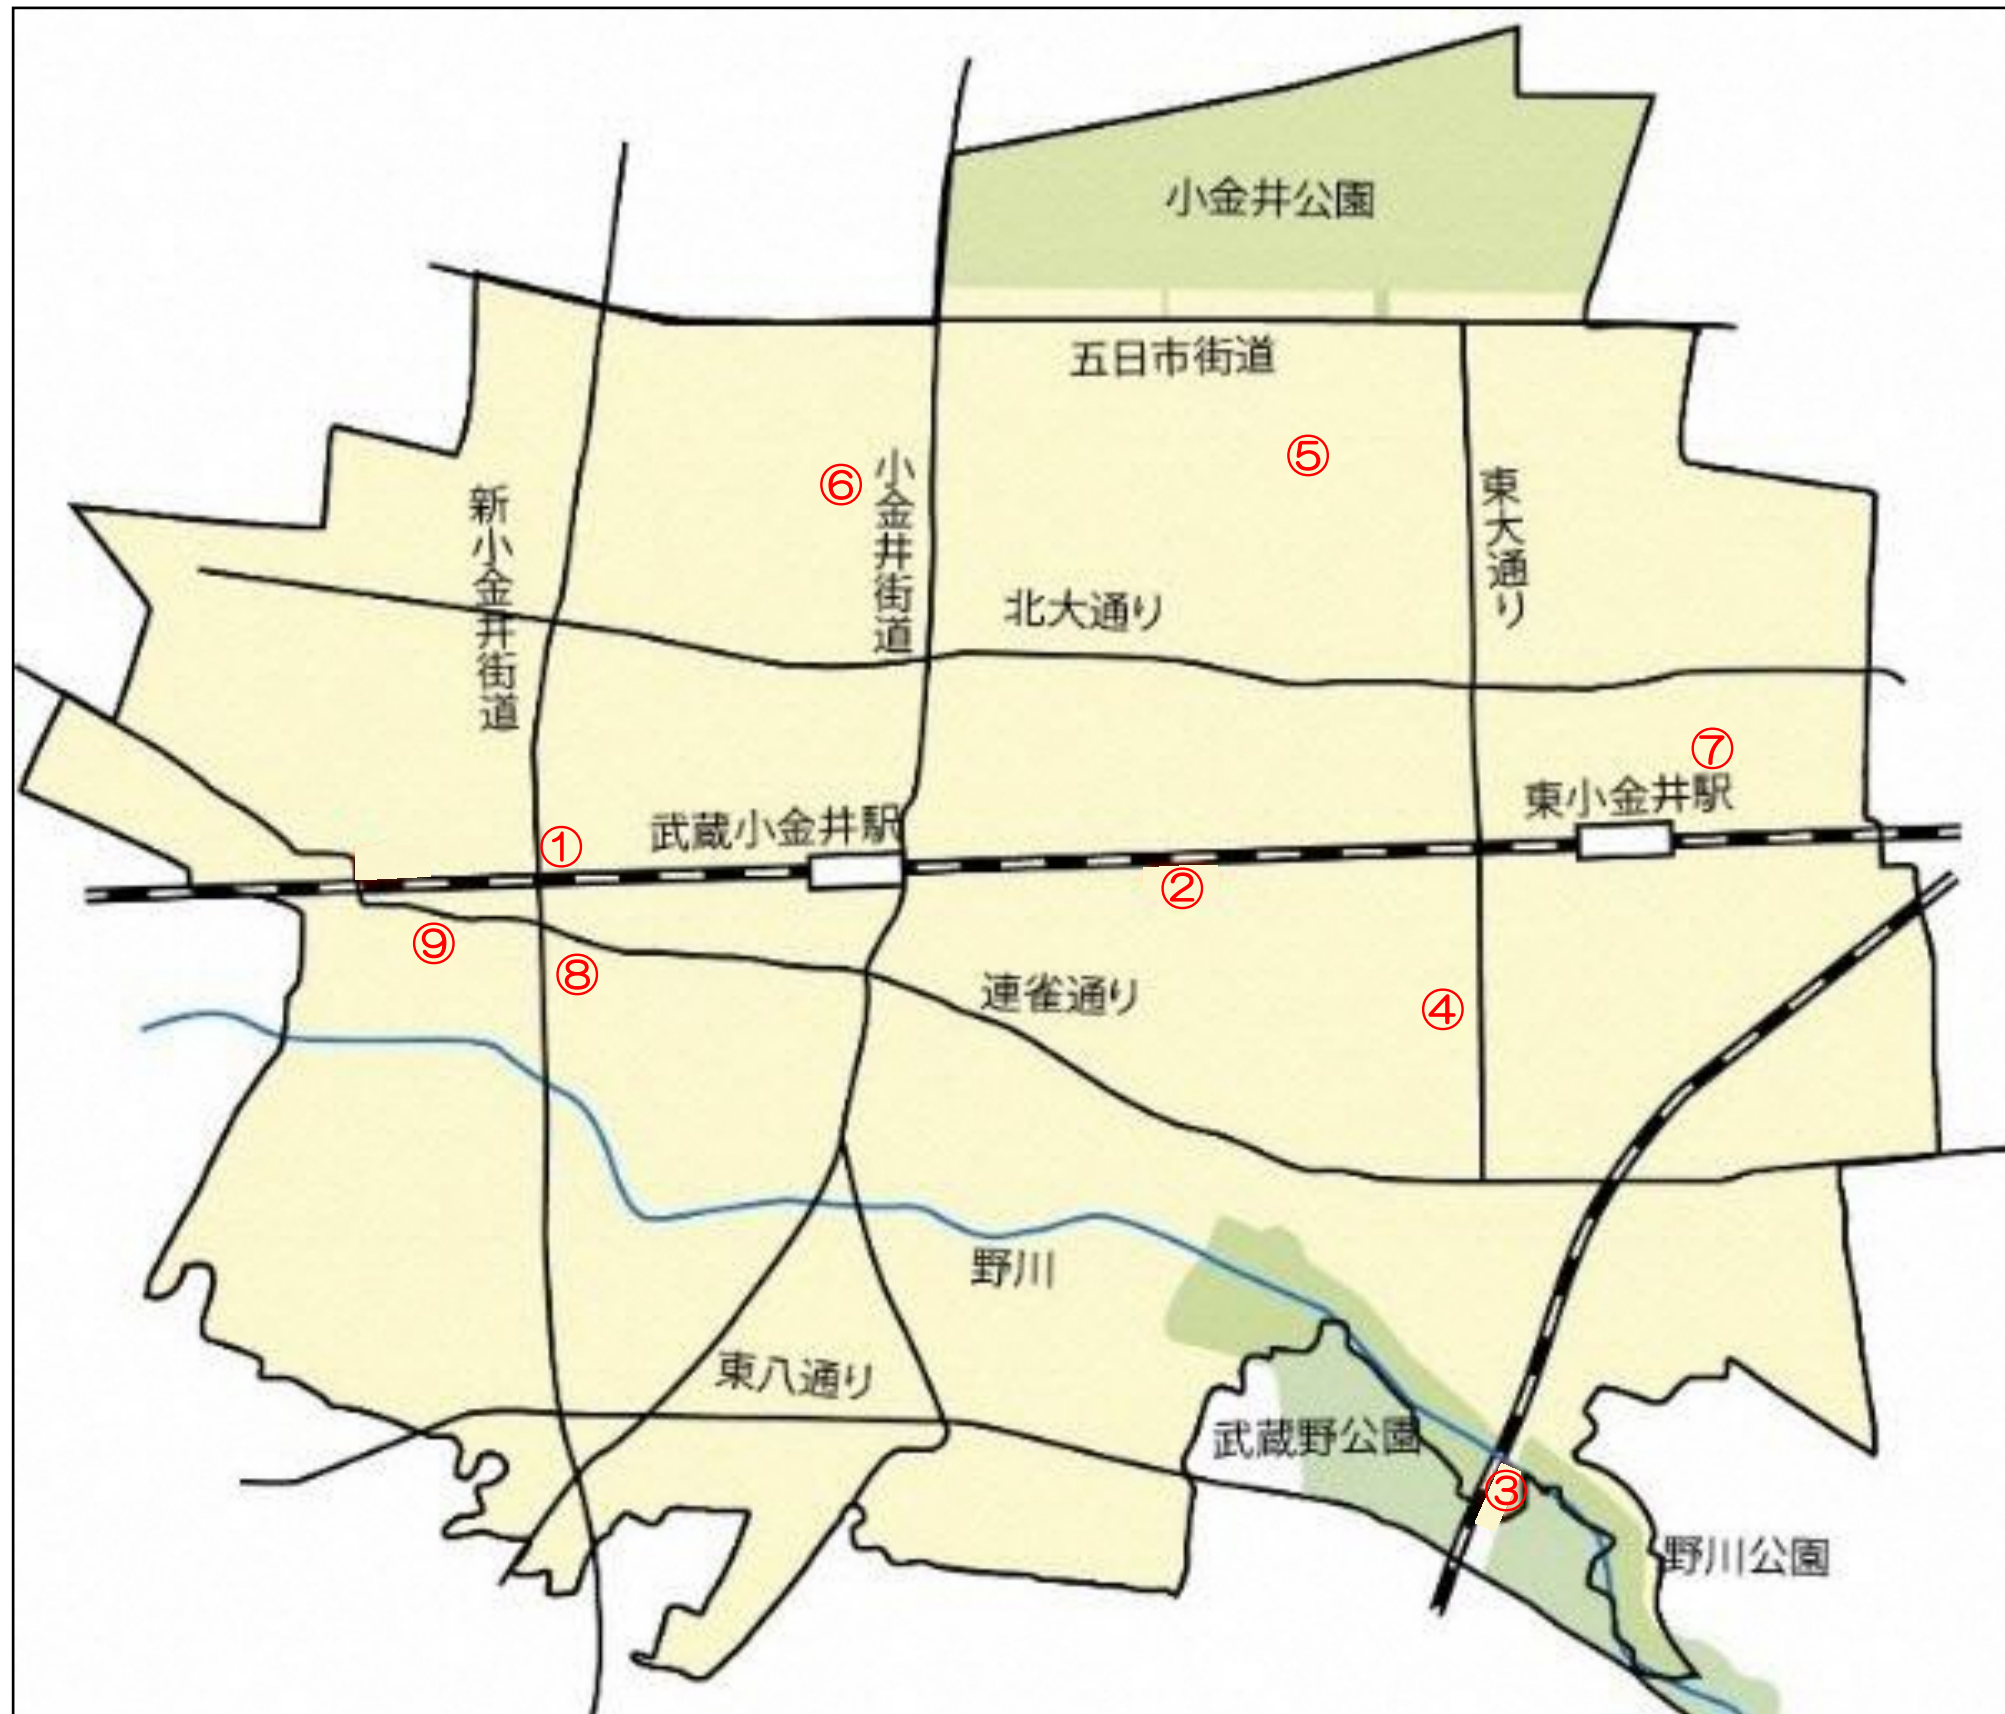 小金井公園
五日市街道
⑤
⑥
小金井街道
新小金井街道
東大通り
北大通り
⑦
東小金井駅
武蔵小金井駅
①
②
⑨
⑧
連雀通り
④
野川
東八通り
武蔵野公園
③
野川公園